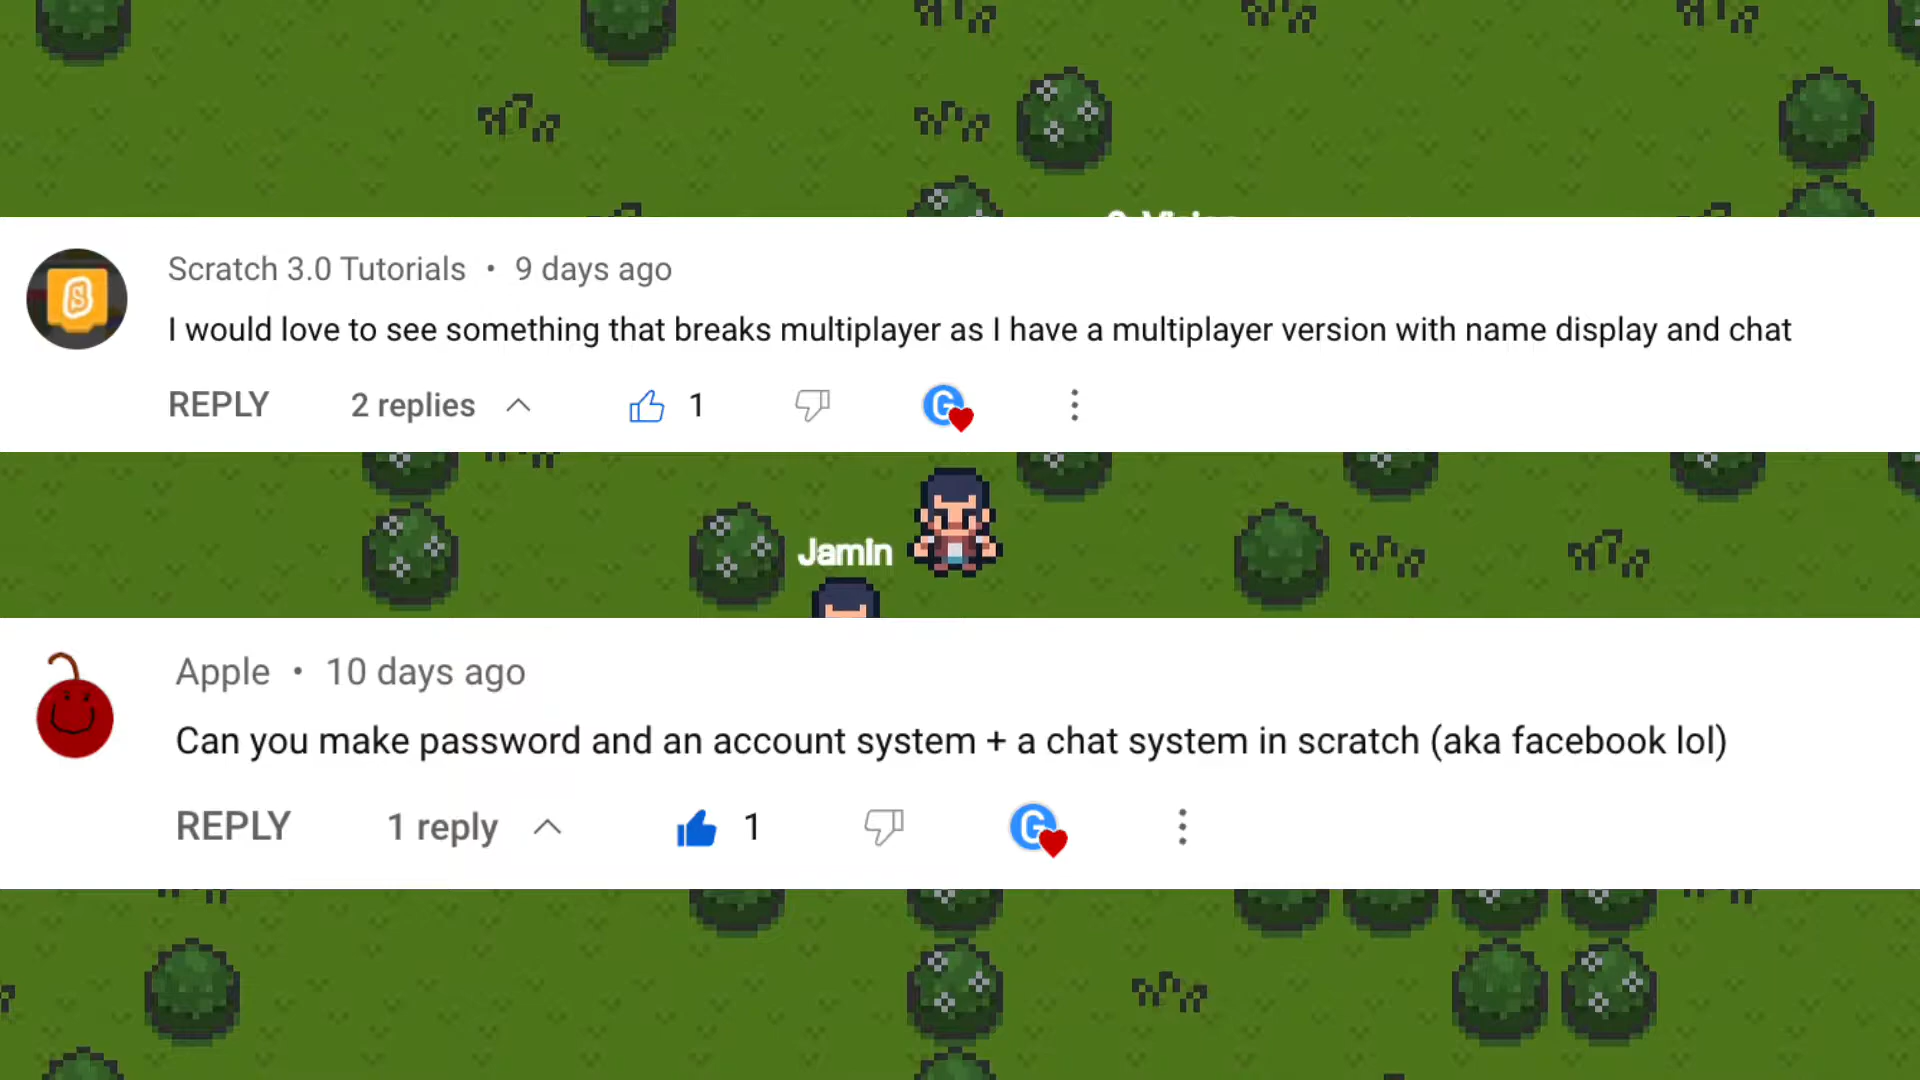 Scratch 3.0 Tutorials • 9 days ago
I would love to see something that breaks multiplayer as I have a multiplayer version with name display and chat
REPLY 2 replies 1 G
Jamin
Apple • 10 days ago
Can you make password and an account system + a chat system in scratch (aka facebook lol)
REPLY 1 reply 1 G